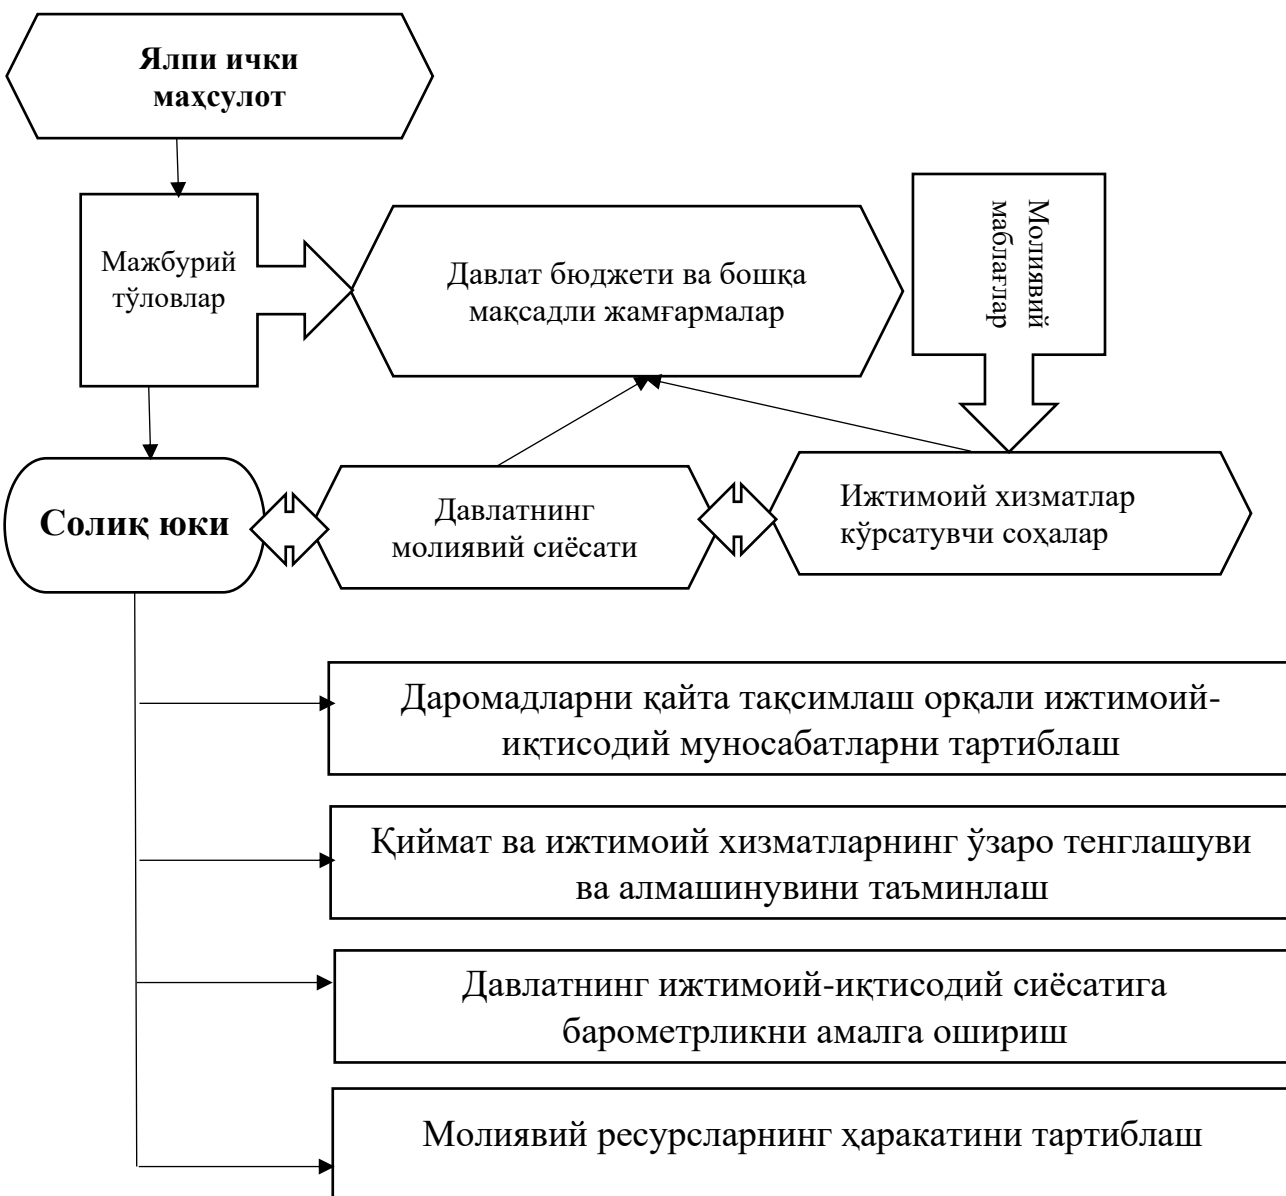 Ялпи ички
маҳсулот
Мажбурий
тўловлар
Давлат бюджети ва бошқа
мақсадли жамғармалар
Молиявий
маблағлар
Солиқ юки
Давлатнинг
молиявий сиёсати
Ижтимоий хизматлар
кўрсатувчи соҳалар
Даромадларни қайта тақсимлаш орқали ижтимоий-
иқтисодий муносабатларни тартиблаш
Қиймат ва ижтимоий хизматларнинг ўзаро тенглашуви
ва алмашинувини таъминлаш
Давлатнинг ижтимоий-иқтисодий сиёсатига
барометрликни амалга ошириш
Молиявий ресурсларнинг ҳаракатини тартиблаш